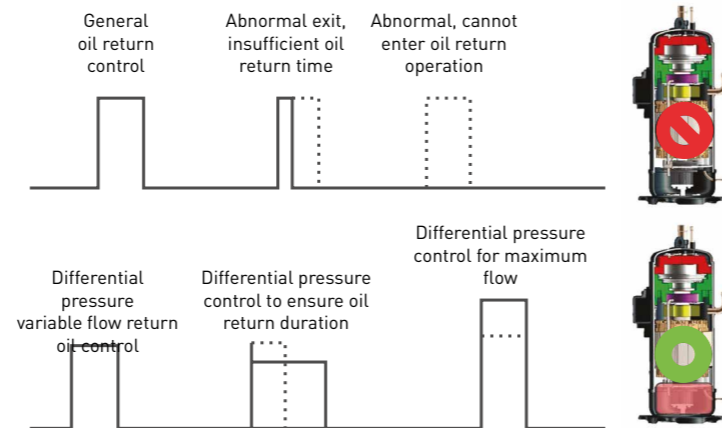 General
oil return
control
Abnormal exit,
insufficient oil
return time
Abnormal, cannot
enter oil return
operation
Differential
pressure
variable flow return
oil control
Differential pressure
control to ensure oil
return duration
Differential pressure
control for maximum
flow